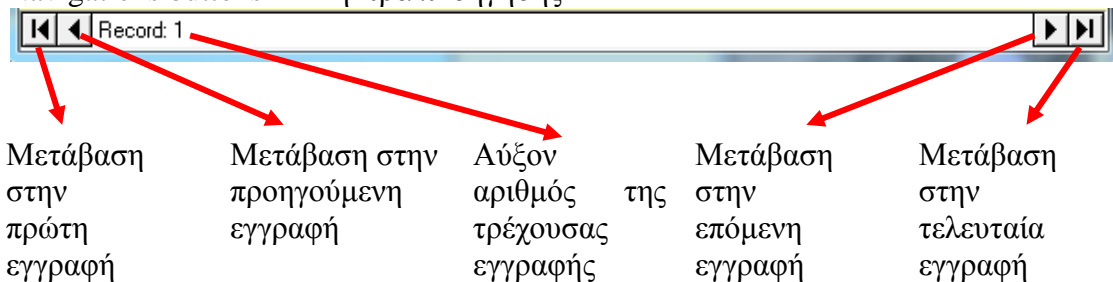 Record: 1
Μετάβαση
στην
πρώτη
εγγραφή
Μετάβαση στην
προηγούμενη
εγγραφή
Αύξον
αριθμός της
τρέχουσας
εγγραφής
Μετάβαση
στην
επόμενη
εγγραφή
Μετάβαση
στην
τελευταία
εγγραφή